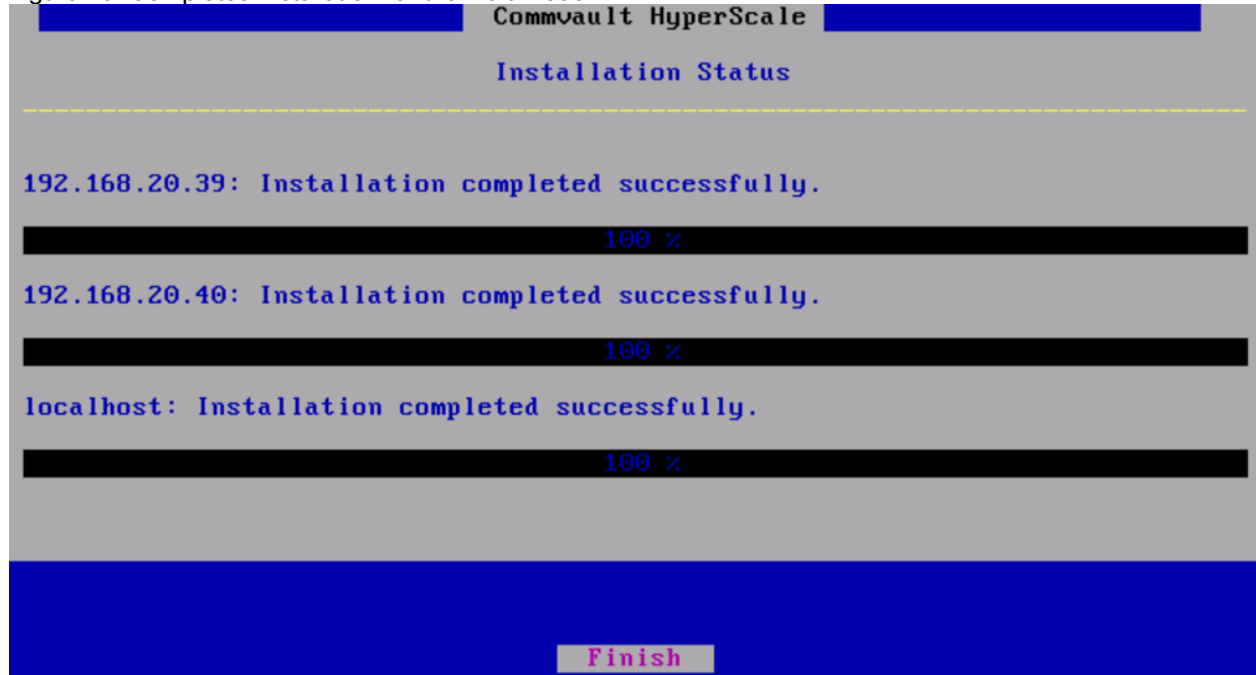 Commvault HyperScale
Installation Status
192.168.20.39: Installation completed successfully.
100 %
192.168.20.40: Installation completed successfully.
100 %
localhost: Installation completed successfully.
100 %
Finish